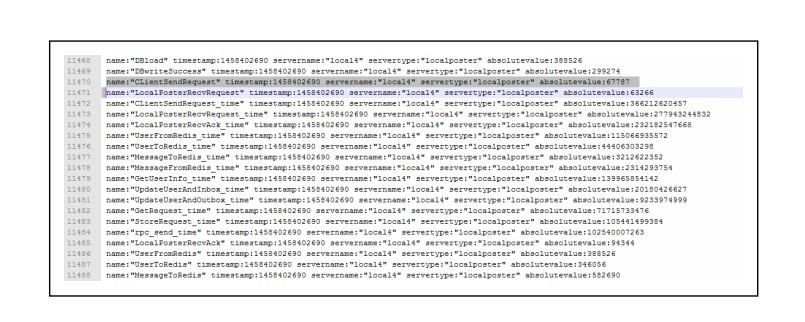 11468 name:"DBload" timestamp:1458402690 servername:"local4" servertype:"localposter" absolutevalue:388526
11469 name:"DBwriteSuccess" timestamp:1458402690 servername:"local4" servertype:"localposter" absolutevalue:299274
11470 name:"CLientSendRequest" timestamp:1458402690 servername:"local4" servertype:"localposter" absolutevalue:67787
11471 name:"LocalPosterRecvRequest" timestamp:1458402690 servername:"local4" servertype:"localposter" absolutevalue:63266
11472 name:"CLientSendRequest_time" timestamp:1458402690 servername:"local4" servertype:"localposter" absolutevalue:366212620457
11473 name:"LocalPosterRecvRequest_time" timestamp:1458402690 servername:"local4" servertype:"localposter" absolutevalue:277943244832
11474 name:"LocalPosterRecvAck_time" timestamp:1458402690 servername:"local4" servertype:"localposter" absolutevalue:232182547668
11475 name:"UserFromRedis_time" timestamp:1458402690 servername:"local4" servertype:"localposter" absolutevalue:115066935572
11476 name:"UserToRedis_time" timestamp:1458402690 servername:"local4" servertype:"localposter" absolutevalue:44406303298
11477 name:"MessageToRedis_time" timestamp:1458402690 servername:"local4" servertype:"localposter" absolutevalue:3212622352
11478 name:"MessageFromRedis_time" timestamp:1458402690 servername:"local4" servertype:"localposter" absolutevalue:2314293754
11479 name:"GetUserInfo_time" timestamp:1458402690 servername:"local4" servertype:"localposter" absolutevalue:139965854142
11480 name:"UpdateUserAndInbox_time" timestamp:1458402690 servername:"local4" servertype:"localposter" absolutevalue:20180426627
11481 name:"UpdateUserAndOutbox_time" timestamp:1458402690 servername:"local4" servertype:"localposter" absolutevalue:9233974999
11482 name:"GetRequest_time" timestamp:1458402690 servername:"local4" servertype:"localposter" absolutevalue:71715733476
11483 name:"StoreRequest_time" timestamp:1458402690 servername:"local4" servertype:"localposter" absolutevalue:105441499384
11484 name:"rpc_send_time" timestamp:1458402690 servername:"local4" servertype:"localposter" absolutevalue:102540007263
11485 name:"LocalPosterRecvAck" timestamp:1458402690 servername:"local4" servertype:"localposter" absolutevalue:94344
11486 name:"UserFromRedis" timestamp:1458402690 servername:"local4" servertype:"localposter" absolutevalue:388526
11487 name:"UserToRedis" timestamp:1458402690 servername:"local4" servertype:"localposter" absolutevalue:346056
11488 name:"MessageToRedis" timestamp:1458402690 servername:"local4" servertype:"localposter" absolutevalue:582690